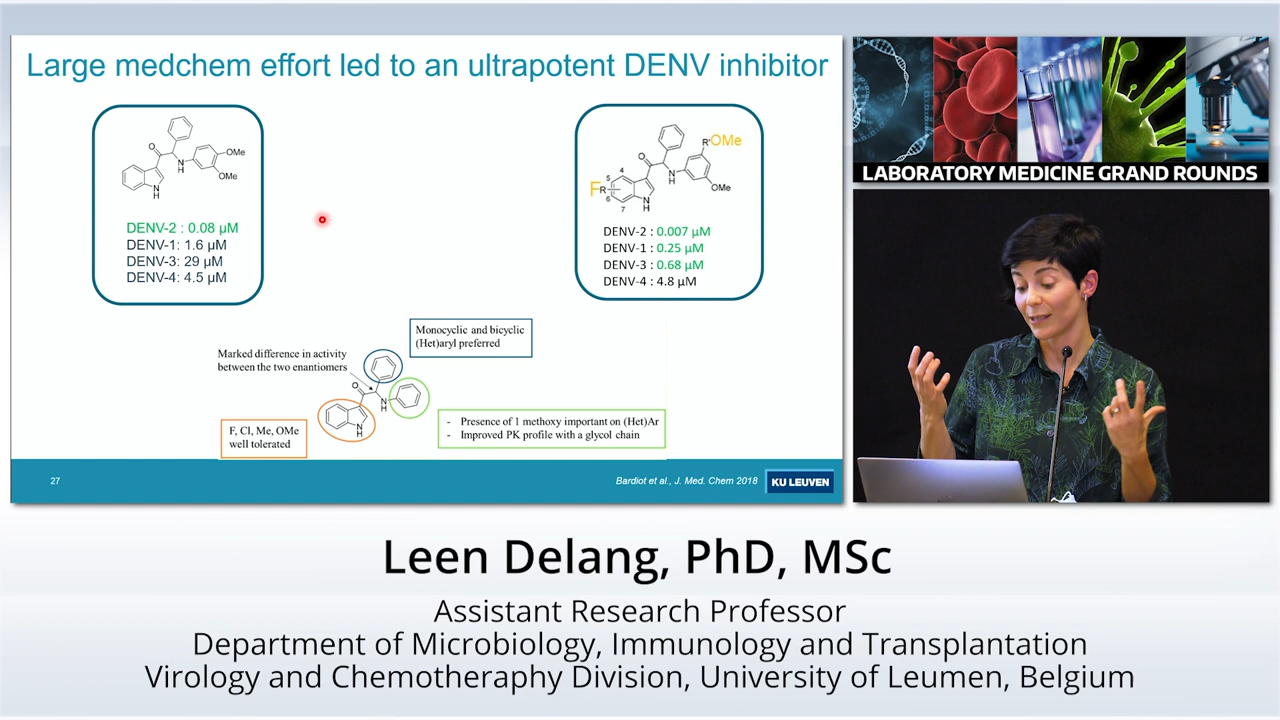 Large medchem effort led to an ultrapotent DENV inhibitor
O
N
H
N
H
OMe
OMe
DENV-2 : 0.08 µM
DENV-1: 1.6 µM
DENV-3: 29 µM
DENV-4: 4.5 µM
R'OMe
O
4
5
FR
6
7
N
H
N
H
OMe
DENV-2 : 0.007 µM
DENV-1 : 0.25 µM
DENV-3 : 0.68 µM
DENV-4 : 4.8 µM
Monocyclic and bicyclic
(Het)aryl preferred
Marked difference in activity
between the two enantiomers
O
N
H
N
H
F, Cl, Me, OMe
well tolerated
- Presence of 1 methoxy important on (Het)Ar
- Improved PK profile with a glycol chain
27
Bardiot et al., J. Med. Chem 2018
KU LEUVEN
LABORATORY MEDICINE GRAND ROUNDS
Leen Delang, PhD, MSc
Assistant Research Professor
Department of Microbiology, Immunology and Transplantation
Virology and Chemotheraphy Division, University of Leumen, Belgium